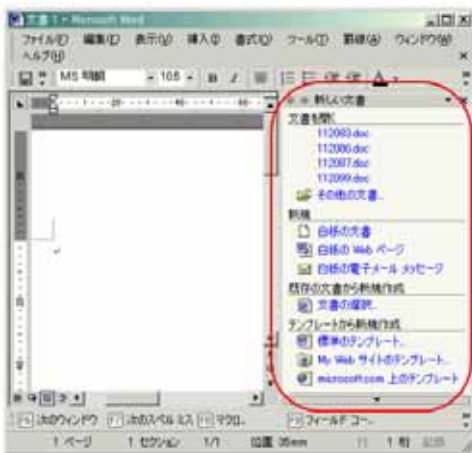 文書 1 - Microsoft Word
ファイル(F) 編集(E) 表示(V) 挿入(I) 書式(O) ツール(T) 罫線(A) ウィンドウ(W)
ヘルプ(H)
MS 明朝 10.5 B I A
新しい文書
文書を開く
112083.doc
112086.doc
112087.doc
112099.doc
その他の文書...
新規
白紙の文書
白紙の Web ページ
白紙の電子メール メッセージ
既存の文書から新規作成
文書の選択...
テンプレートから新規作成
標準のテンプレート...
My Web サイトのテンプレート...
microsoft.com 上のテンプレート
F6 次のウィンドウ F7 次のスペル ミス マクロ... フィールド コー...
1 ページ 1 セクション 1/1 位置 35mm 1 行 記録